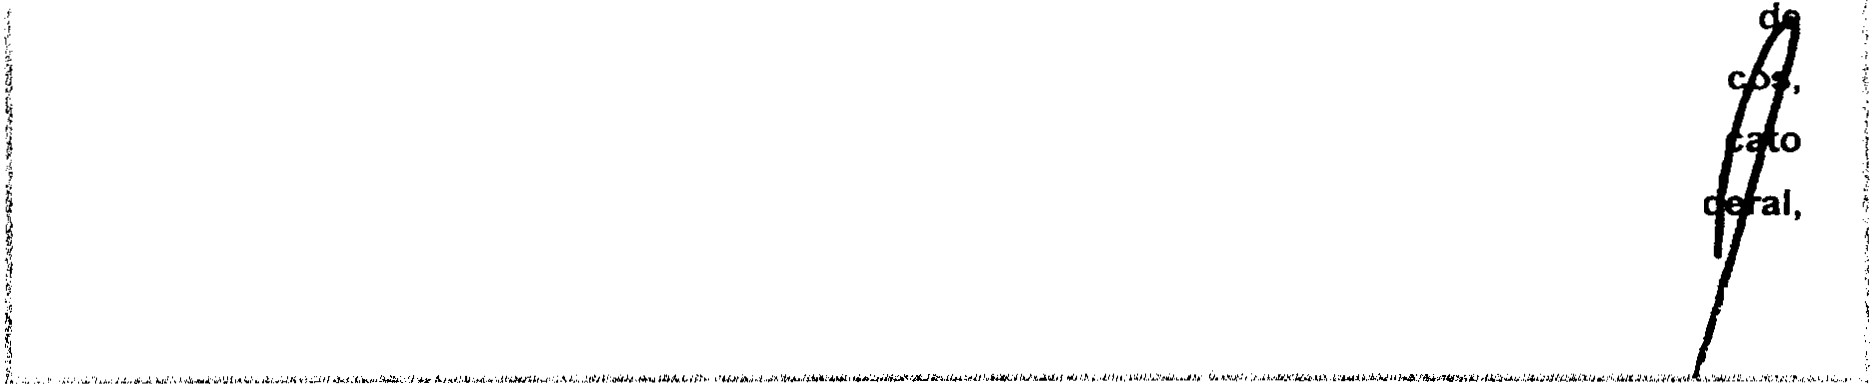 de
cos,
cato
deral,